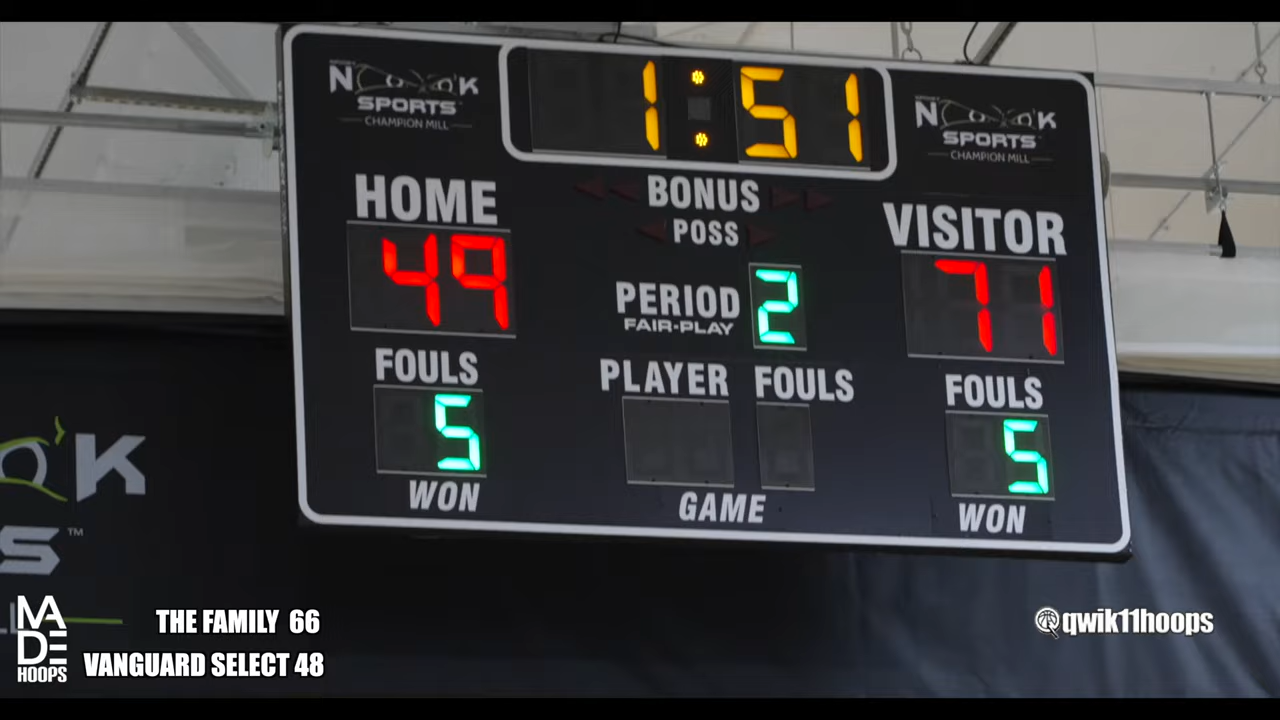 NOOK
SPORTS
CHAMPION MILL
1:51
NOOK
SPORTS
CHAMPION MILL
HOME
BONUS
VISITOR
49
POSS
71
PERIOD 2
FAIR-PLAY
FOULS
PLAYER FOULS
FOULS
5
5
WON
GAME
WON
OK
S™
MADE
HOOPS
THE FAMILY 66
VANGUARD SELECT 48
@qwik11hoops